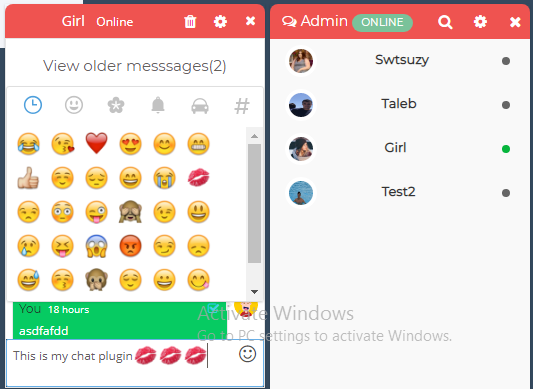 Girl Online
View older messsages(2)
#
You 18 hours
asdfafdd
This is my chat plugin💋💋💋
Admin ONLINE
Swtsuzy
Taleb
Girl
Test2
Activate Windows
Go to PC settings to activate Windows.